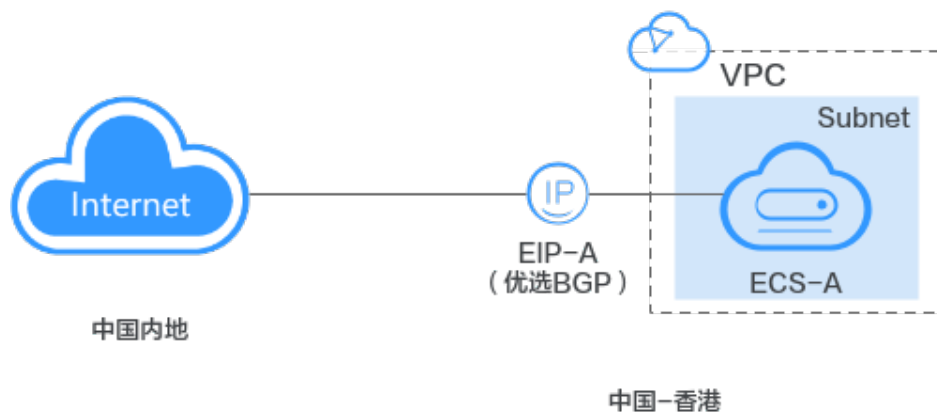 VPC
Subnet
Internet
IP
EIP-A
（优选BGP）
ECS-A
中国内地
中国-香港